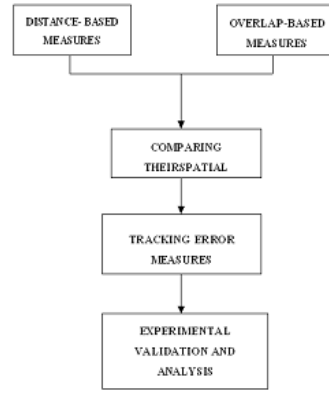 DISTANCE- BASED
MEASURES
OVERLAP-BASED
MEASURES
COMPARING
THEIRSPATIAL
TRACKING ERROR
MEASURES
EXPERIMENTAL
VALIDATION AND
ANALYSIS